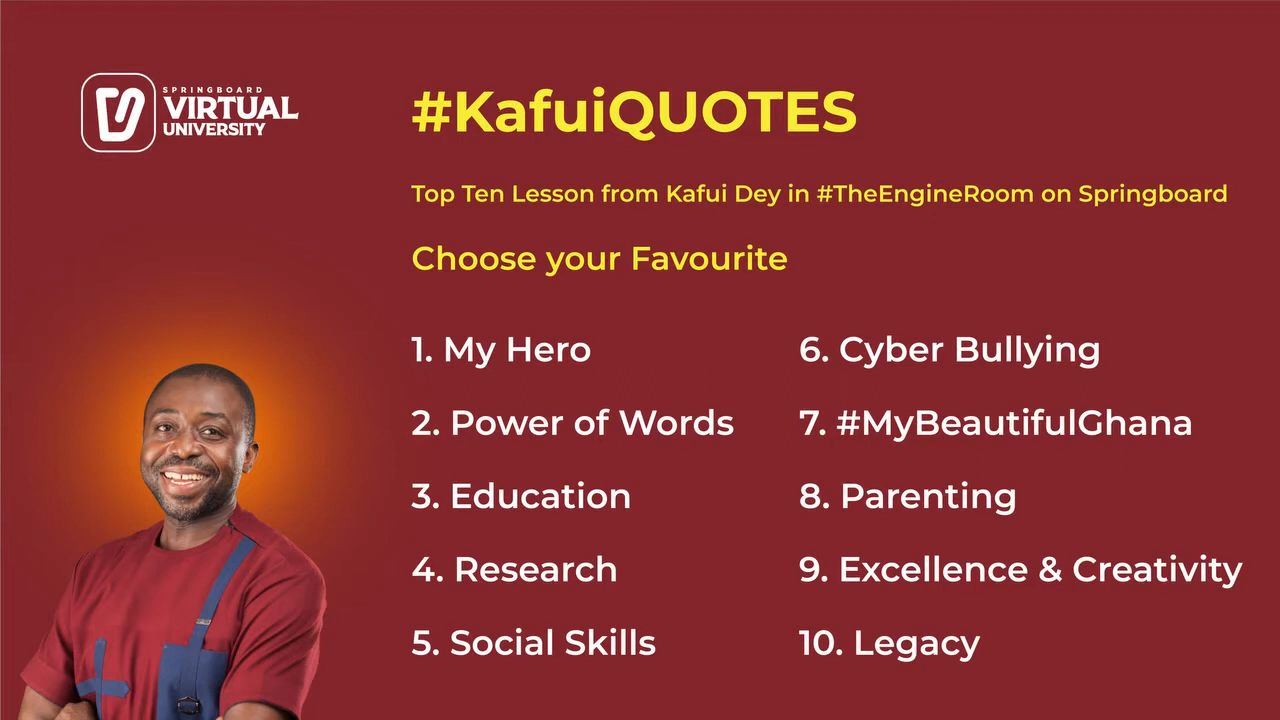 SPRINGBOARD
VIRTUAL
UNIVERSITY
#KafuiQUOTES
Top Ten Lesson from Kafui Dey in #TheEngineRoom on Springboard
Choose your Favourite
1. My Hero
2. Power of Words
3. Education
4. Research
5. Social Skills
6. Cyber Bullying
7. #MyBeautifulGhana
8. Parenting
9. Excellence & Creativity
10. Legacy